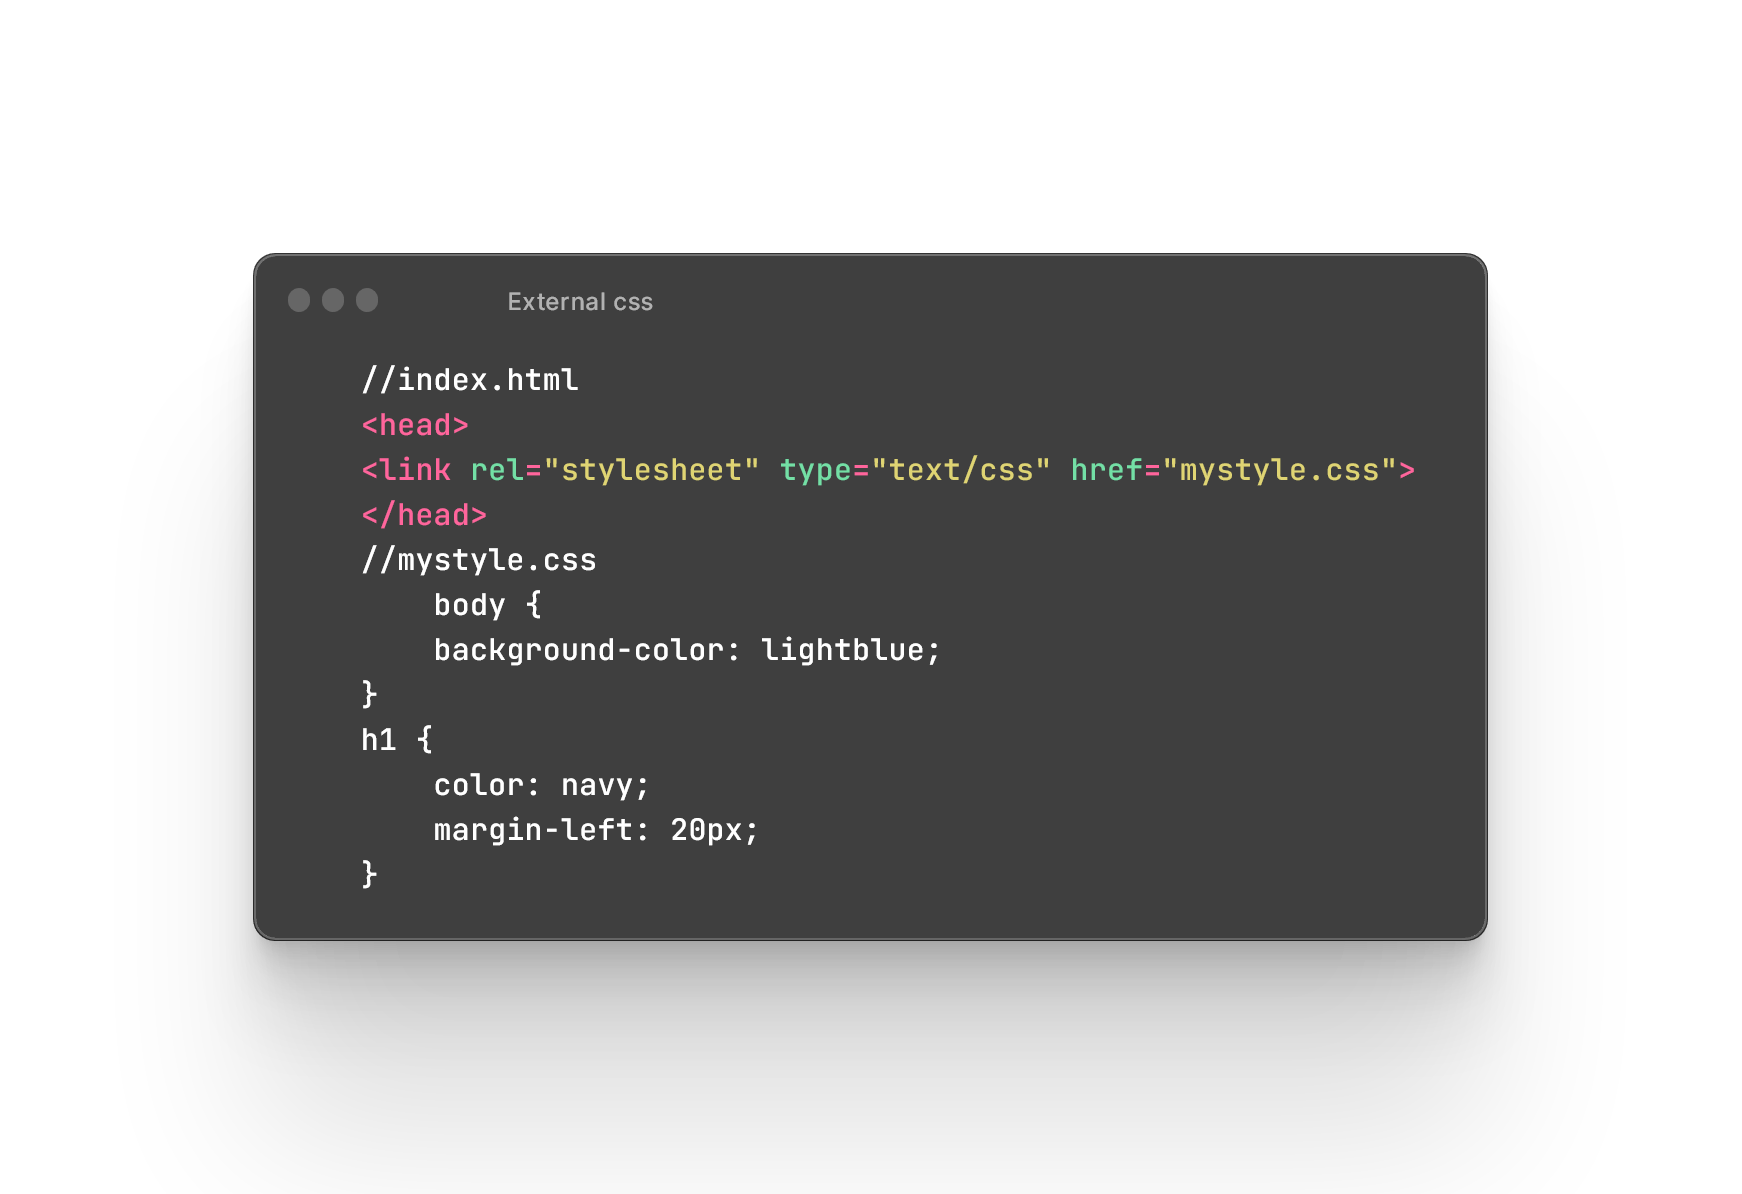 External css
//index.html
<head>
<link rel="stylesheet" type="text/css" href="mystyle.css">
</head>
//mystyle.css
    body {
    background-color: lightblue;
}
h1 {
    color: navy;
    margin-left: 20px;
}